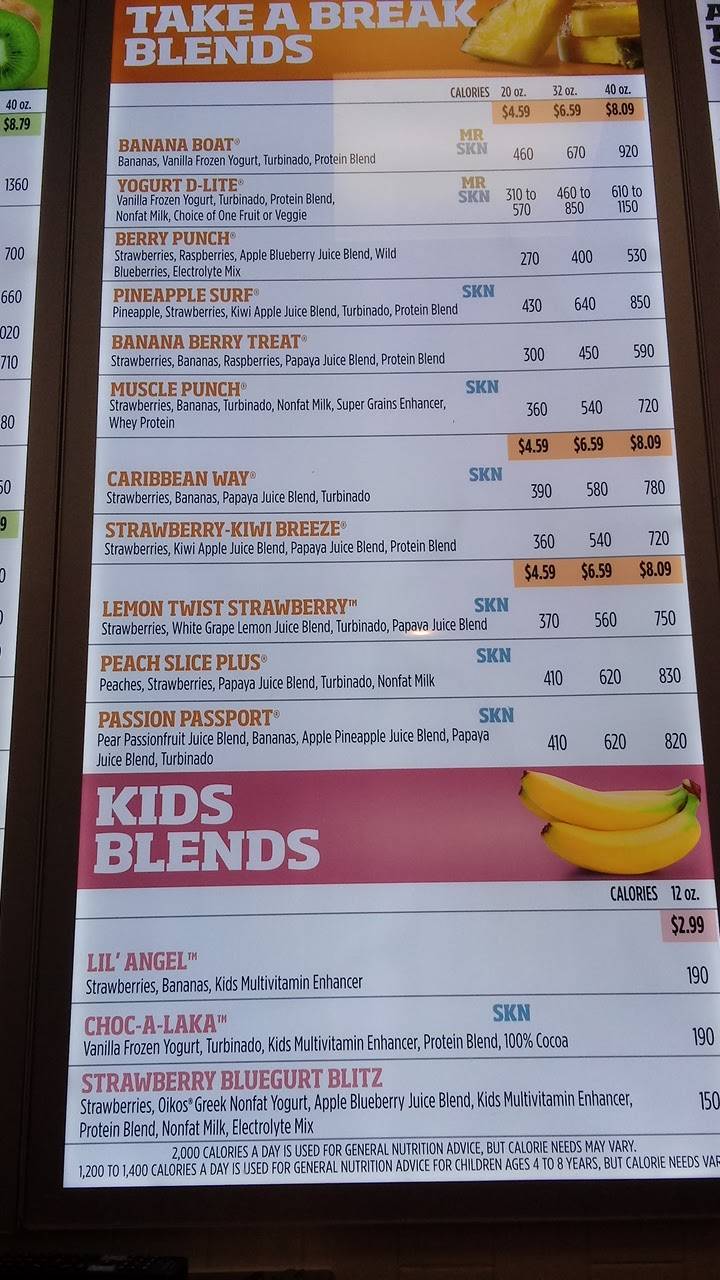 TAKE A BREAK
BLENDS
40 oz.
$8.79
1360
700
660
020
710
80
50
9
0
CALORIES 20 oz. 32 oz. 40 oz.
$4.59 $6.59 $8.09
BANANA BOAT® MR SKN
Bananas, Vanilla Frozen Yogurt, Turbinado, Protein Blend 460 670 920
YOGURT D-LITE® MR SKN
Vanilla Frozen Yogurt, Turbinado, Protein Blend, 310 to 460 to 610 to
Nonfat Milk, Choice of One Fruit or Veggie 570 850 1150
BERRY PUNCH®
Strawberries, Raspberries, Apple Blueberry Juice Blend, Wild 270 400 530
Blueberries, Electrolyte Mix
PINEAPPLE SURF® SKN
Pineapple, Strawberries, Kiwi Apple Juice Blend, Turbinado, Protein Blend 430 640 850
BANANA BERRY TREAT®
Strawberries, Bananas, Raspberries, Papaya Juice Blend, Protein Blend 300 450 590
MUSCLE PUNCH® SKN
Strawberries, Bananas, Turbinado, Nonfat Milk, Super Grains Enhancer, 360 540 720
Whey Protein
$4.59 $6.59 $8.09
CARIBBEAN WAY® SKN
Strawberries, Bananas, Papaya Juice Blend, Turbinado 390 580 780
STRAWBERRY-KIWI BREEZE®
Strawberries, Kiwi Apple Juice Blend, Papaya Juice Blend, Protein Blend 360 540 720
$4.59 $6.59 $8.09
LEMON TWIST STRAWBERRY™ SKN
Strawberries, White Grape Lemon Juice Blend, Turbinado, Papaya Juice Blend 370 560 750
PEACH SLICE PLUS® SKN
Peaches, Strawberries, Papaya Juice Blend, Turbinado, Nonfat Milk 410 620 830
PASSION PASSPORT® SKN
Pear Passionfruit Juice Blend, Bananas, Apple Pineapple Juice Blend, Papaya 410 620 820
Juice Blend, Turbinado
KIDS
BLENDS
CALORIES 12 oz.
$2.99
LIL' ANGEL™
Strawberries, Bananas, Kids Multivitamin Enhancer 190
CHOC-A-LAKA™ SKN
Vanilla Frozen Yogurt, Turbinado, Kids Multivitamin Enhancer, Protein Blend, 100% Cocoa 190
STRAWBERRY BLUEGURT BLITZ
Strawberries, Oikos® Greek Nonfat Yogurt, Apple Blueberry Juice Blend, Kids Multivitamin Enhancer, 150
Protein Blend, Nonfat Milk, Electrolyte Mix
2,000 CALORIES A DAY IS USED FOR GENERAL NUTRITION ADVICE, BUT CALORIE NEEDS MAY VARY.
1,200 TO 1,400 CALORIES A DAY IS USED FOR GENERAL NUTRITION ADVICE FOR CHILDREN AGES 4 TO 8 YEARS, BUT CALORIE NEEDS VAR